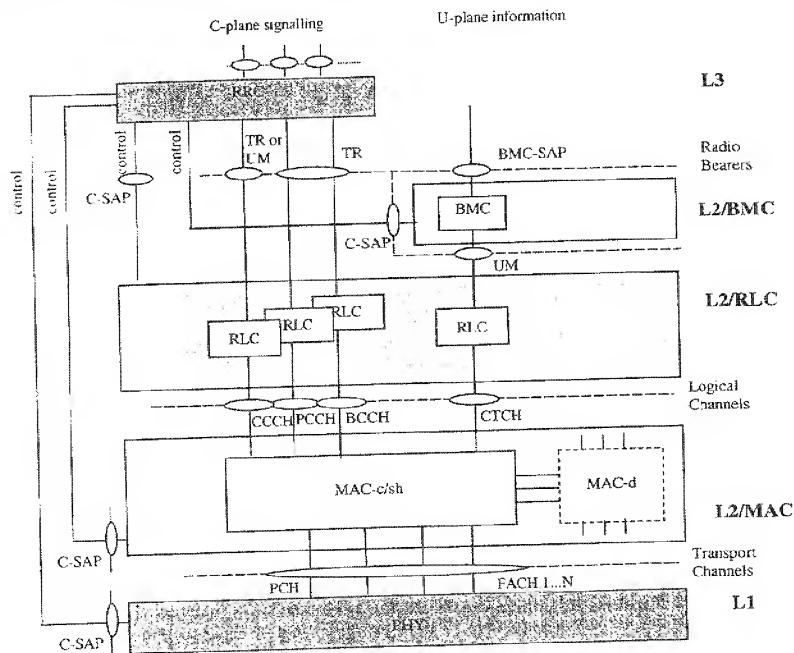 C-plane signalling
U-plane information
RRC
L3
control
control
control
control
TR or
UM
TR
BMC-SAP
Radio
Bearers
C-SAP
C-SAP
BMC
L2/BMC
UM
L2/RLC
RLC
RLC
RLC
RLC
Logical
Channels
CCCH
PCCH
BCCH
CTCH
MAC-c/sh
MAC-d
L2/MAC
C-SAP
Transport
Channels
PCH
FACH 1...N
L1
PHY
C-SAP